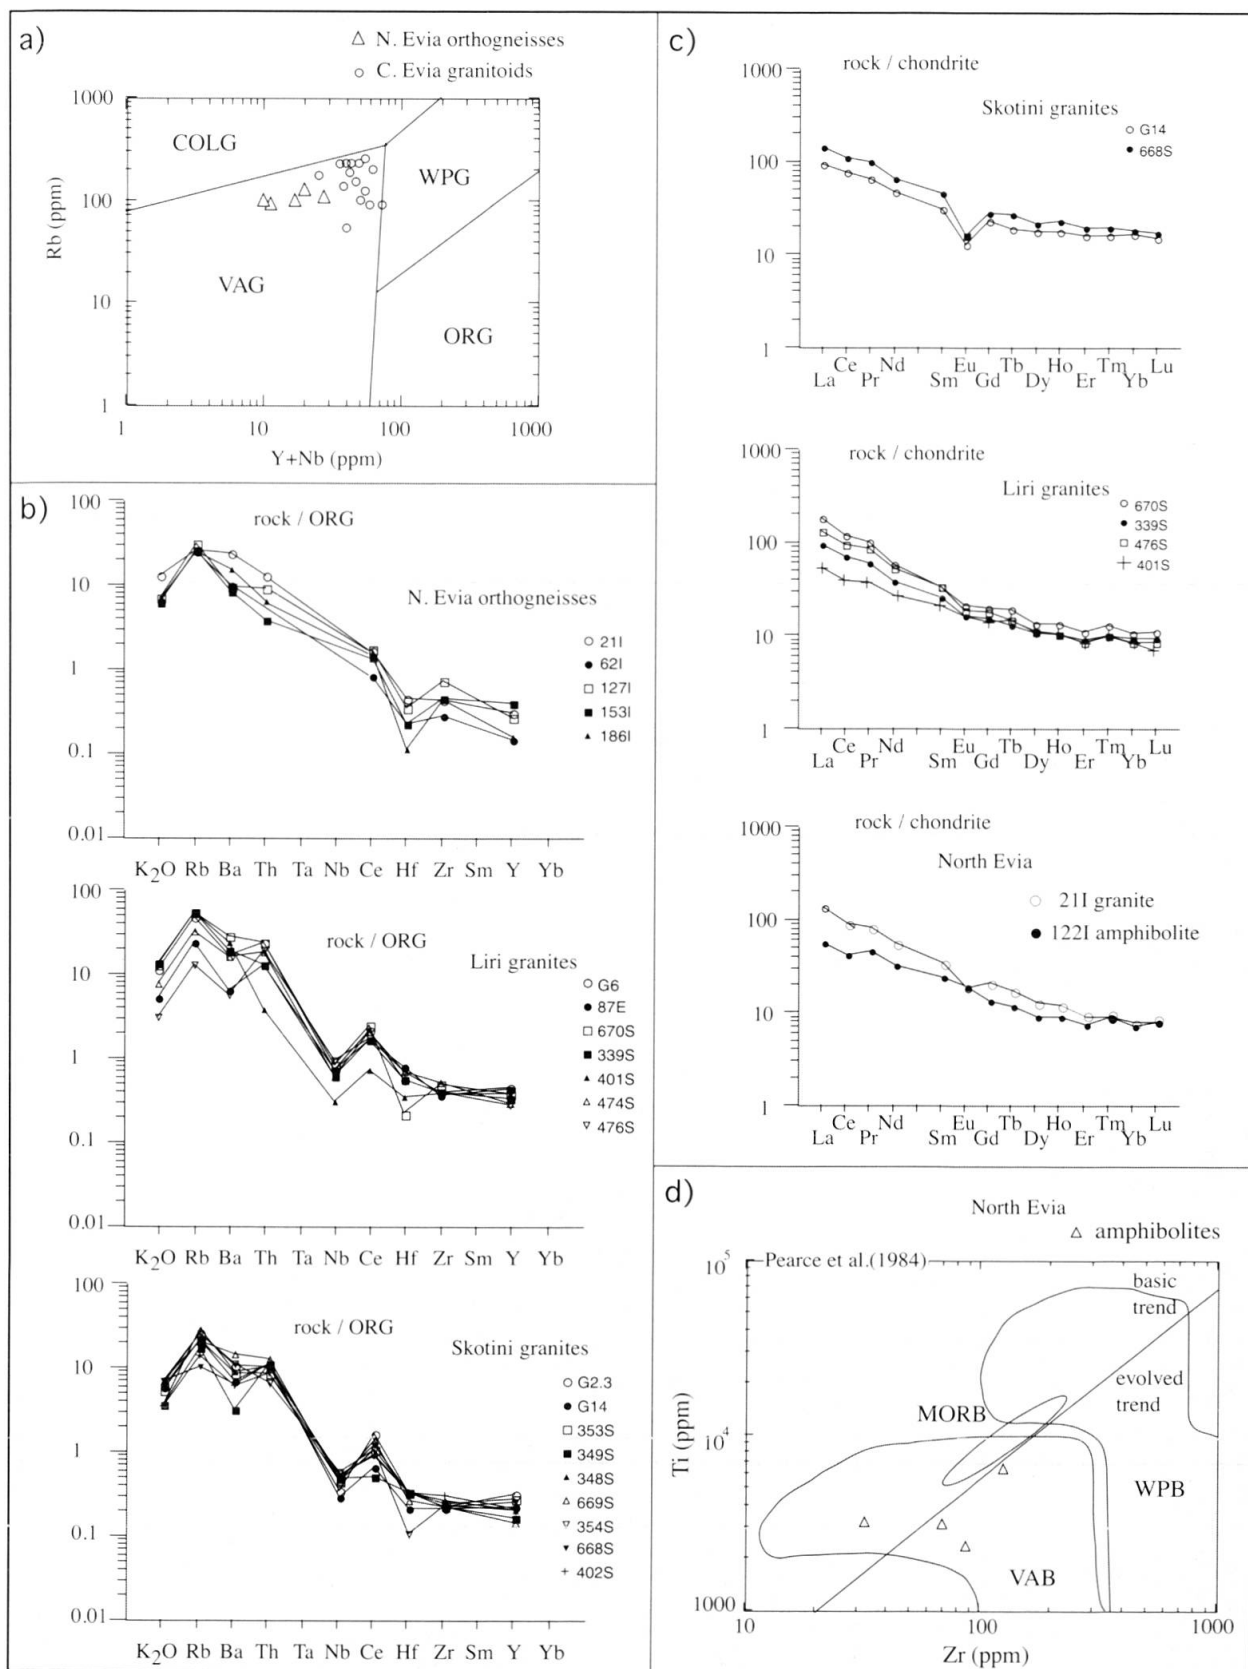 a)
△ N. Evia orthogneisses
○ C. Evia granitoids
1000
100
10
1
COLG
WPG
VAG
ORG
Rb (ppm)
1 10 100 1000
Y+Nb (ppm)
b)
100
10
1
0.1
0.01
rock / ORG
N. Evia orthogneisses
21I
62I
127I
153I
186I
K2O Rb Ba Th Ta Nb Ce Hf Zr Sm Y Yb
100
10
1
0.1
0.01
rock / ORG
Liri granites
G6
87E
670S
339S
401S
474S
476S
K2O Rb Ba Th Ta Nb Ce Hf Zr Sm Y Yb
100
10
1
0.1
0.01
rock / ORG
Skotini granites
G2.3
G14
353S
349S
348S
669S
354S
668S
402S
K2O Rb Ba Th Ta Nb Ce Hf Zr Sm Y Yb
c)
rock / chondrite
1000
100
10
1
Skotini granites
G14
668S
Ce Nd Eu Tb Ho Tm Lu
La Pr Sm Gd Dy Er Yb
rock / chondrite
1000
100
10
1
Liri granites
670S
339S
476S
401S
Ce Nd Eu Tb Ho Tm Lu
La Pr Sm Gd Dy Er Yb
rock / chondrite
1000
100
10
1
North Evia
21I granite
122I amphibolite
Ce Nd Eu Tb Ho Tm Lu
La Pr Sm Gd Dy Er Yb
d)
North Evia
△ amphibolites
Pearce et al.(1984)
10^5
10^4
1000
Ti (ppm)
basic
trend
evolved
trend
MORB
WPB
VAB
10 100 1000
Zr (ppm)